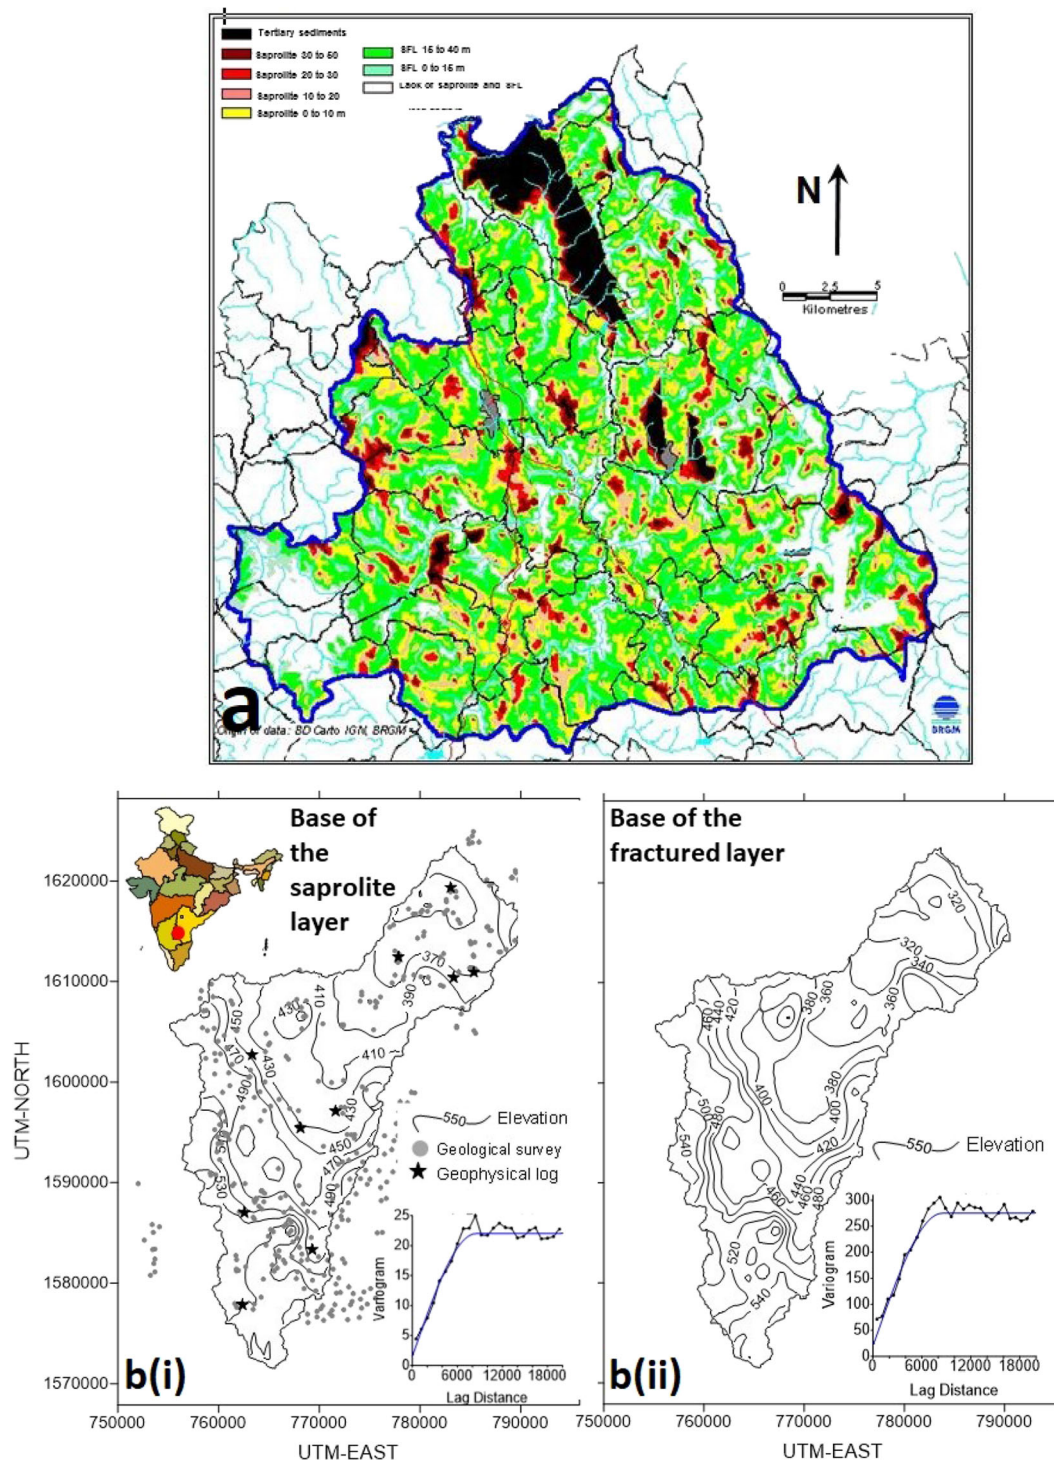 Tertiary sediments
Saprolite 30 to 50
Saprolite 20 to 30
Saprolite 10 to 20
Saprolite 0 to 10 m
SFL 15 to 40 m
SFL 0 to 15 m
Lack of saprolite and SFL
N
0 2,5 5
Kilometres
a
Origin of data: BD Carto IGN, BRGM
BRGM
Base of
the
saprolite
layer
1620000
1610000
1600000
1590000
1580000
1570000
UTM-NORTH
370
390
410
430
450
470
490
430
410
430
450
470
490
530
550 Elevation
Geological survey
Geophysical log
25
20
15
10
5
0
Variogram
0 6000 12000 18000
Lag Distance
b(i)
750000 760000 770000 780000 790000
UTM-EAST
Base of the
fractured layer
320
320
340
360
360
380
420
440
460
400
380
400
420
440
460
480
500
480
540
460
520
540
550 Elevation
300
250
200
150
100
50
0
Variogram
0 6000 12000 18000
Lag Distance
b(ii)
750000 760000 770000 780000 790000
UTM-EAST